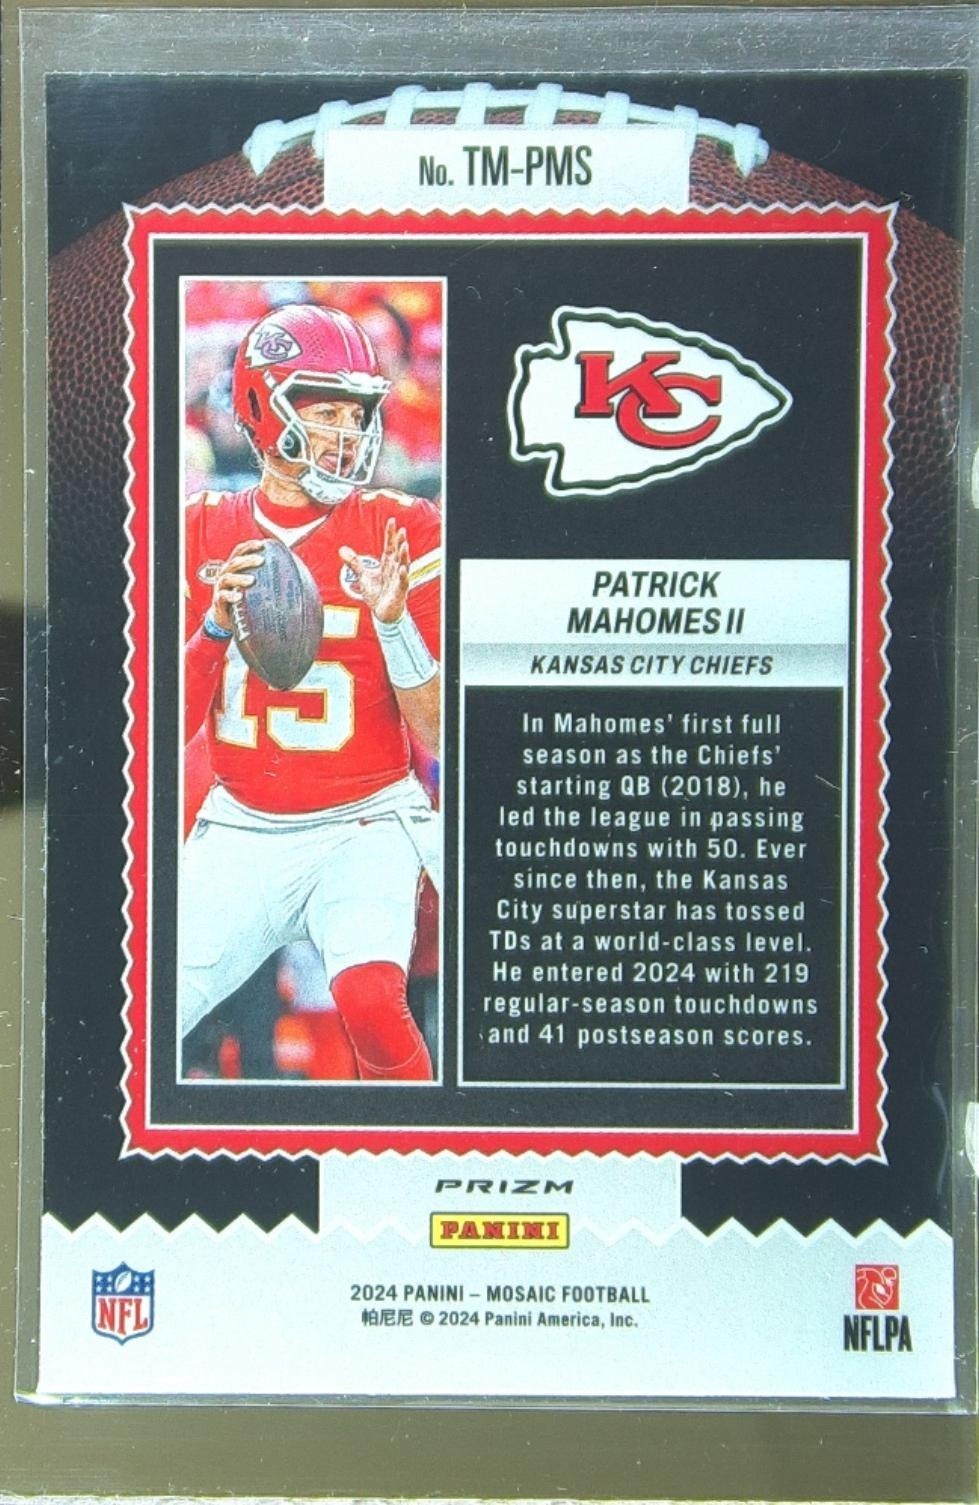 No. TM-PMS
KC
KC
15
PATRICK
MAHOMES II
KANSAS CITY CHIEFS
In Mahomes' first full
season as the Chiefs'
starting QB (2018), he
led the league in passing
touchdowns with 50. Ever
since then, the Kansas
City superstar has tossed
TDs at a world-class level.
He entered 2024 with 219
regular-season touchdowns
and 41 postseason scores.
PRIZM
PANINI
NFL
2024 PANINI – MOSAIC FOOTBALL
帕尼尼 © 2024 Panini America, Inc.
NFLPA